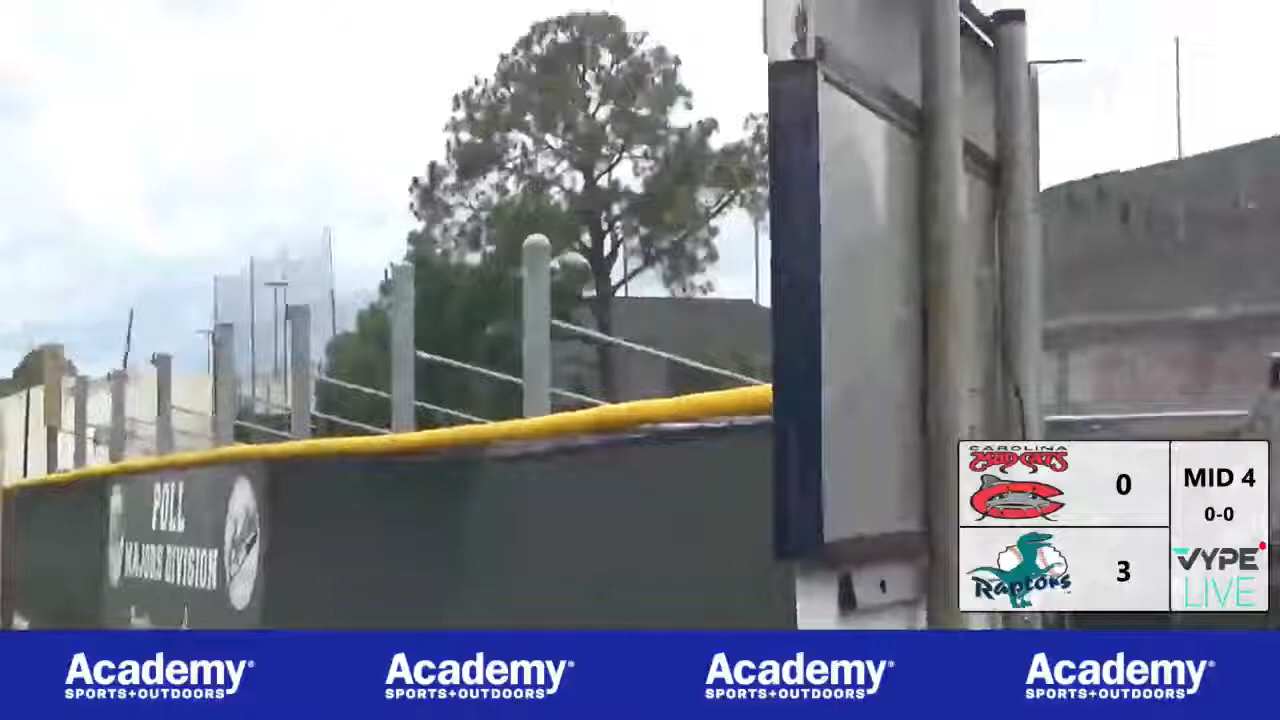 POLL
MAJORS DIVISION
CAROLINA
MUDCATS
0
MID 4
0-0
Raptors
3
VYPE
LIVE
Academy
SPORTS+OUTDOORS
Academy
SPORTS+OUTDOORS
Academy
SPORTS+OUTDOORS
Academy
SPORTS+OUTDOORS